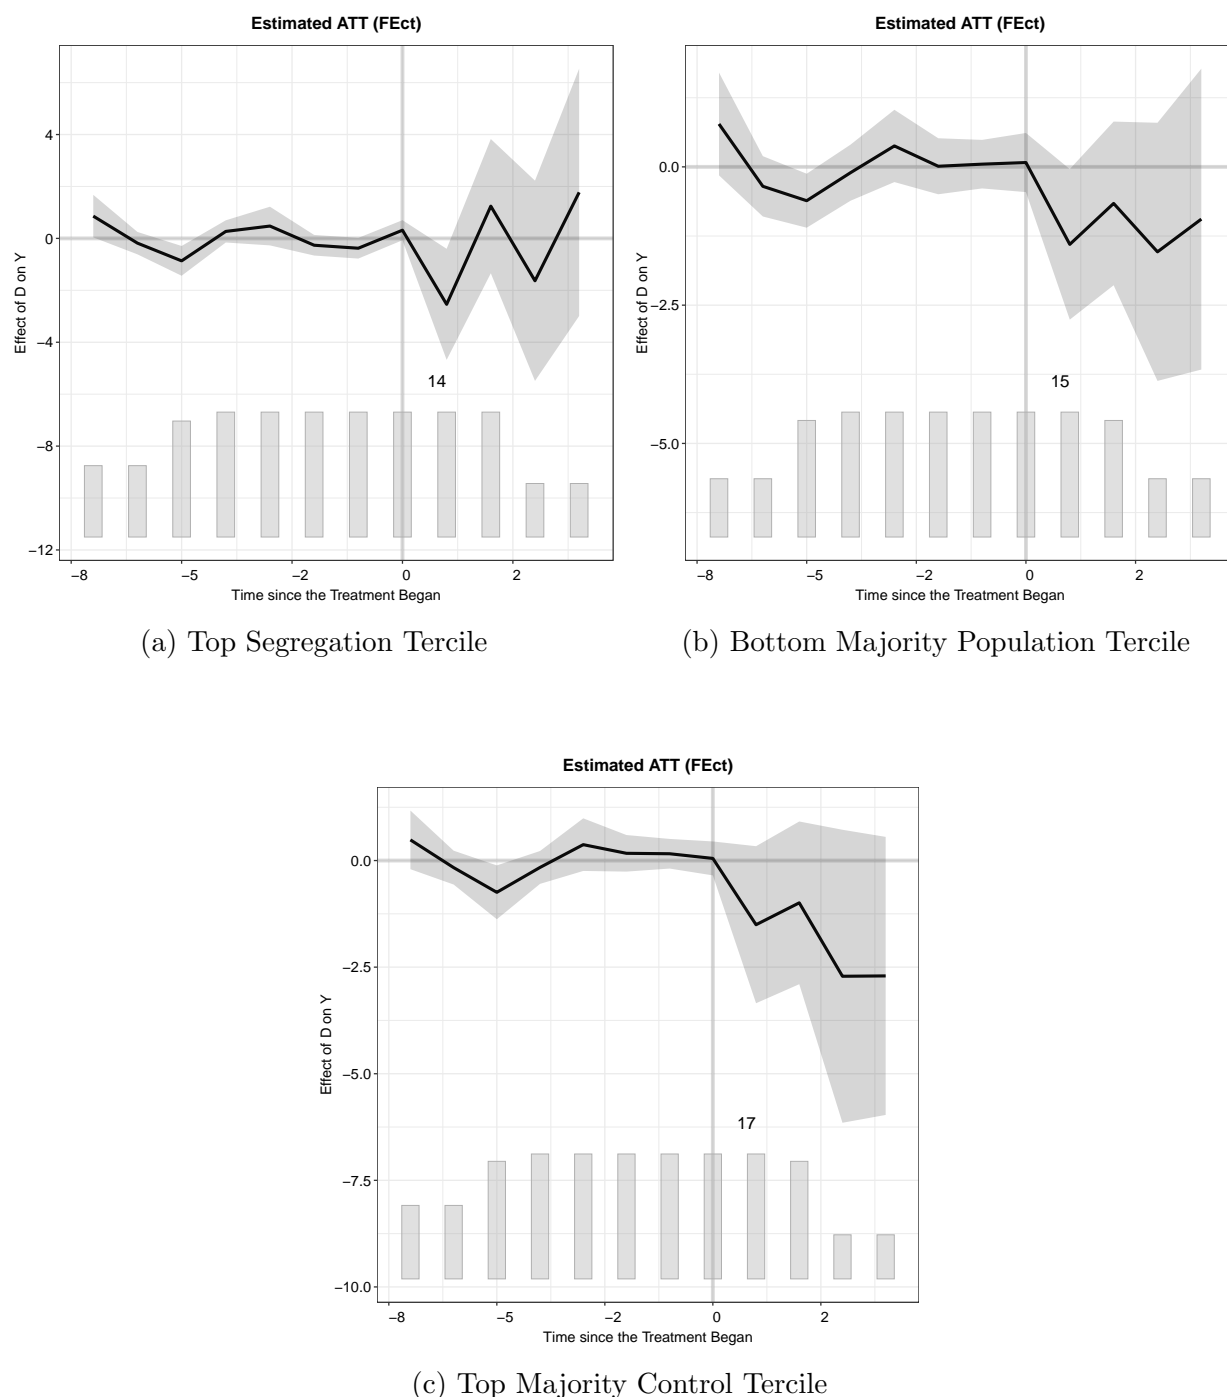 Estimated ATT (FEct)
4
0
−4
−8
−12
Effect of D on Y
14
−8 −5 −2 0 2
Time since the Treatment Began
(a) Top Segregation Tercile
Estimated ATT (FEct)
0.0
−2.5
−5.0
Effect of D on Y
15
−8 −5 −2 0 2
Time since the Treatment Began
(b) Bottom Majority Population Tercile
Estimated ATT (FEct)
0.0
−2.5
−5.0
−7.5
−10.0
Effect of D on Y
17
−8 −5 −2 0 2
Time since the Treatment Began
(c) Top Majority Control Tercile